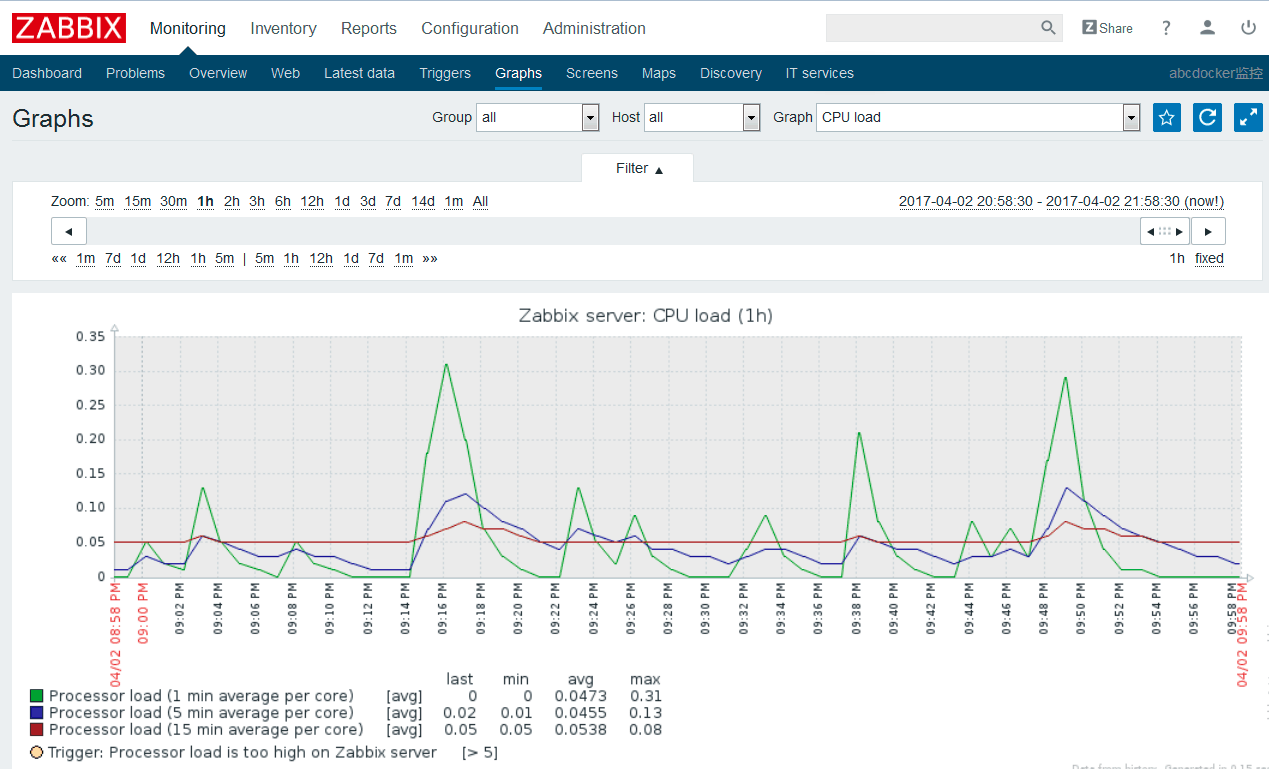 ZABBIX Monitoring Inventory Reports Configuration Administration Z Share ?
Dashboard Problems Overview Web Latest data Triggers Graphs Screens Maps Discovery IT services abcdocker监控
Graphs Group all Host all Graph CPU load
Filter ▲
Zoom: 5m 15m 30m 1h 2h 3h 6h 12h 1d 3d 7d 14d 1m All 2017-04-02 20:58:30 - 2017-04-02 21:58:30 (now!)
«« 1m 7d 1d 12h 1h 5m | 5m 1h 12h 1d 7d 1m »» 1h fixed
Zabbix server: CPU load (1h)
0.35
0.30
0.25
0.20
0.15
0.10
0.05
0
04/02 08:58 PM
09:00 PM
09:02 PM
09:04 PM
09:06 PM
09:08 PM
09:10 PM
09:12 PM
09:14 PM
09:16 PM
09:18 PM
09:20 PM
09:22 PM
09:24 PM
09:26 PM
09:28 PM
09:30 PM
09:32 PM
09:34 PM
09:36 PM
09:38 PM
09:40 PM
09:42 PM
09:44 PM
09:46 PM
09:48 PM
09:50 PM
09:52 PM
09:54 PM
09:56 PM
09:58 PM
04/02 09:58 PM
last min avg max
Processor load (1 min average per core) [avg] 0 0 0.0473 0.31
Processor load (5 min average per core) [avg] 0.02 0.01 0.0455 0.13
Processor load (15 min average per core) [avg] 0.05 0.05 0.0538 0.08
Trigger: Processor load is too high on Zabbix server [> 5]